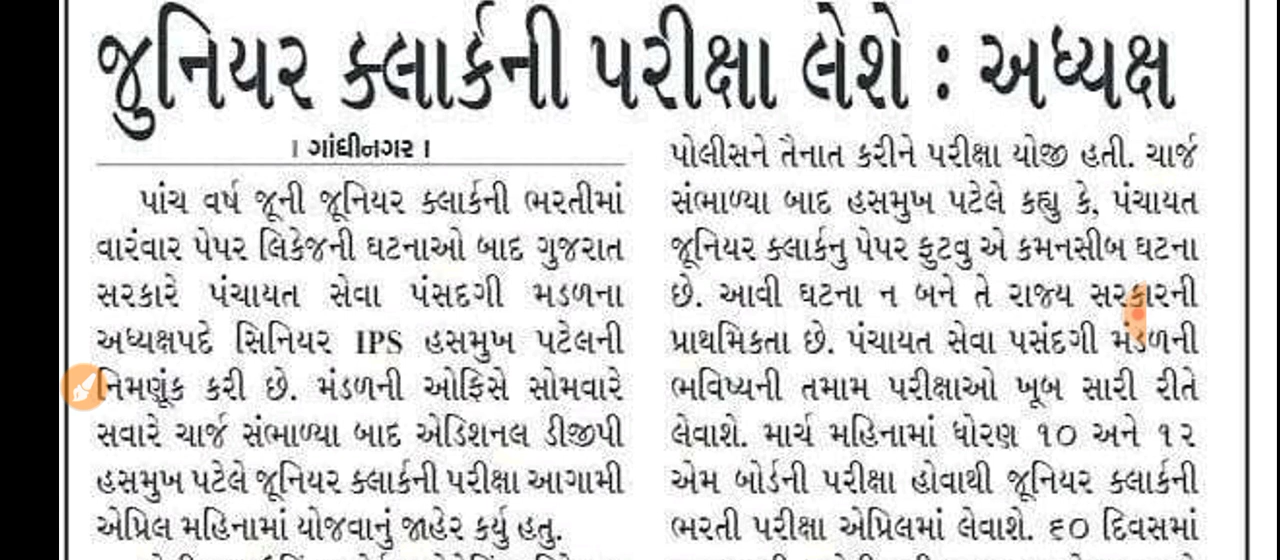 જુનિયર ક્લાર્કની પરીક્ષા લેશે : અધ્યક્ષ
। ગાંધીનગર ।
પાંચ વર્ષ જૂની જૂનિયર ક્લાર્કની ભરતીમાં
વારંવાર પેપર લિકેજની ઘટનાઓ બાદ ગુજરાત
સરકારે પંચાયત સેવા પંસદગી મડળના
અધ્યક્ષપદે સિનિયર IPS હસમુખ પટેલની
નિમણૂંક કરી છે. મંડળની ઓફિસે સોમવારે
સવારે ચાર્જ સંભાળ્યા બાદ એડિશનલ ડીજીપી
હસમુખ પટેલે જૂનિયર ક્લાર્કની પરીક્ષા આગામી
એપ્રિલ મહિનામાં યોજવાનું જાહેર કર્યુ હતુ.
પોલીસને તૈનાત કરીને પરીક્ષા યોજી હતી. ચાર્જ
સંભાળ્યા બાદ હસમુખ પટેલે કહ્યુ કે, પંચાયત
જૂનિયર ક્લાર્કનુ પેપર ફુટવુ એ કમનસીબ ઘટના
છે. આવી ઘટના ન બને તે રાજ્ય સરકારની
પ્રાથમિકતા છે. પંચાયત સેવા પસંદગી મંડળની
ભવિષ્યની તમામ પરીક્ષાઓ ખૂબ સારી રીતે
લેવાશે. માર્ચ મહિનામાં ધોરણ ૧૦ અને ૧૨
એમ બોર્ડની પરીક્ષા હોવાથી જૂનિયર ક્લાર્કની
ભરતી પરીક્ષા એપ્રિલમાં લેવાશે. ૬૦ દિવસમાં